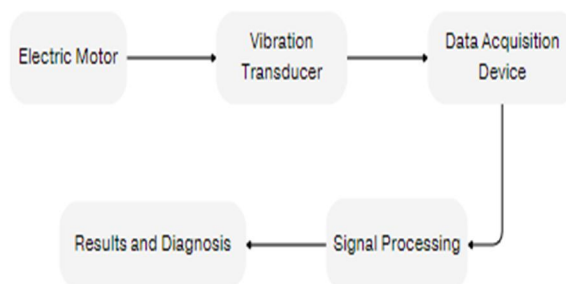 Electric Motor
Vibration
Transducer
Data Acquisition
Device
Signal Processing
Results and Diagnosis